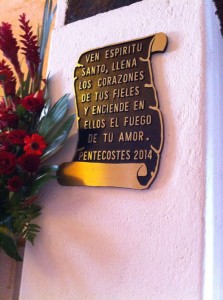 VEN ESPIRITU
SANTO, LLENA
LOS CORAZONES
DE TUS FIELES
Y ENCIENDE EN
ELLOS EL FUEGO
DE TU AMOR.
PENTECOSTES 2014